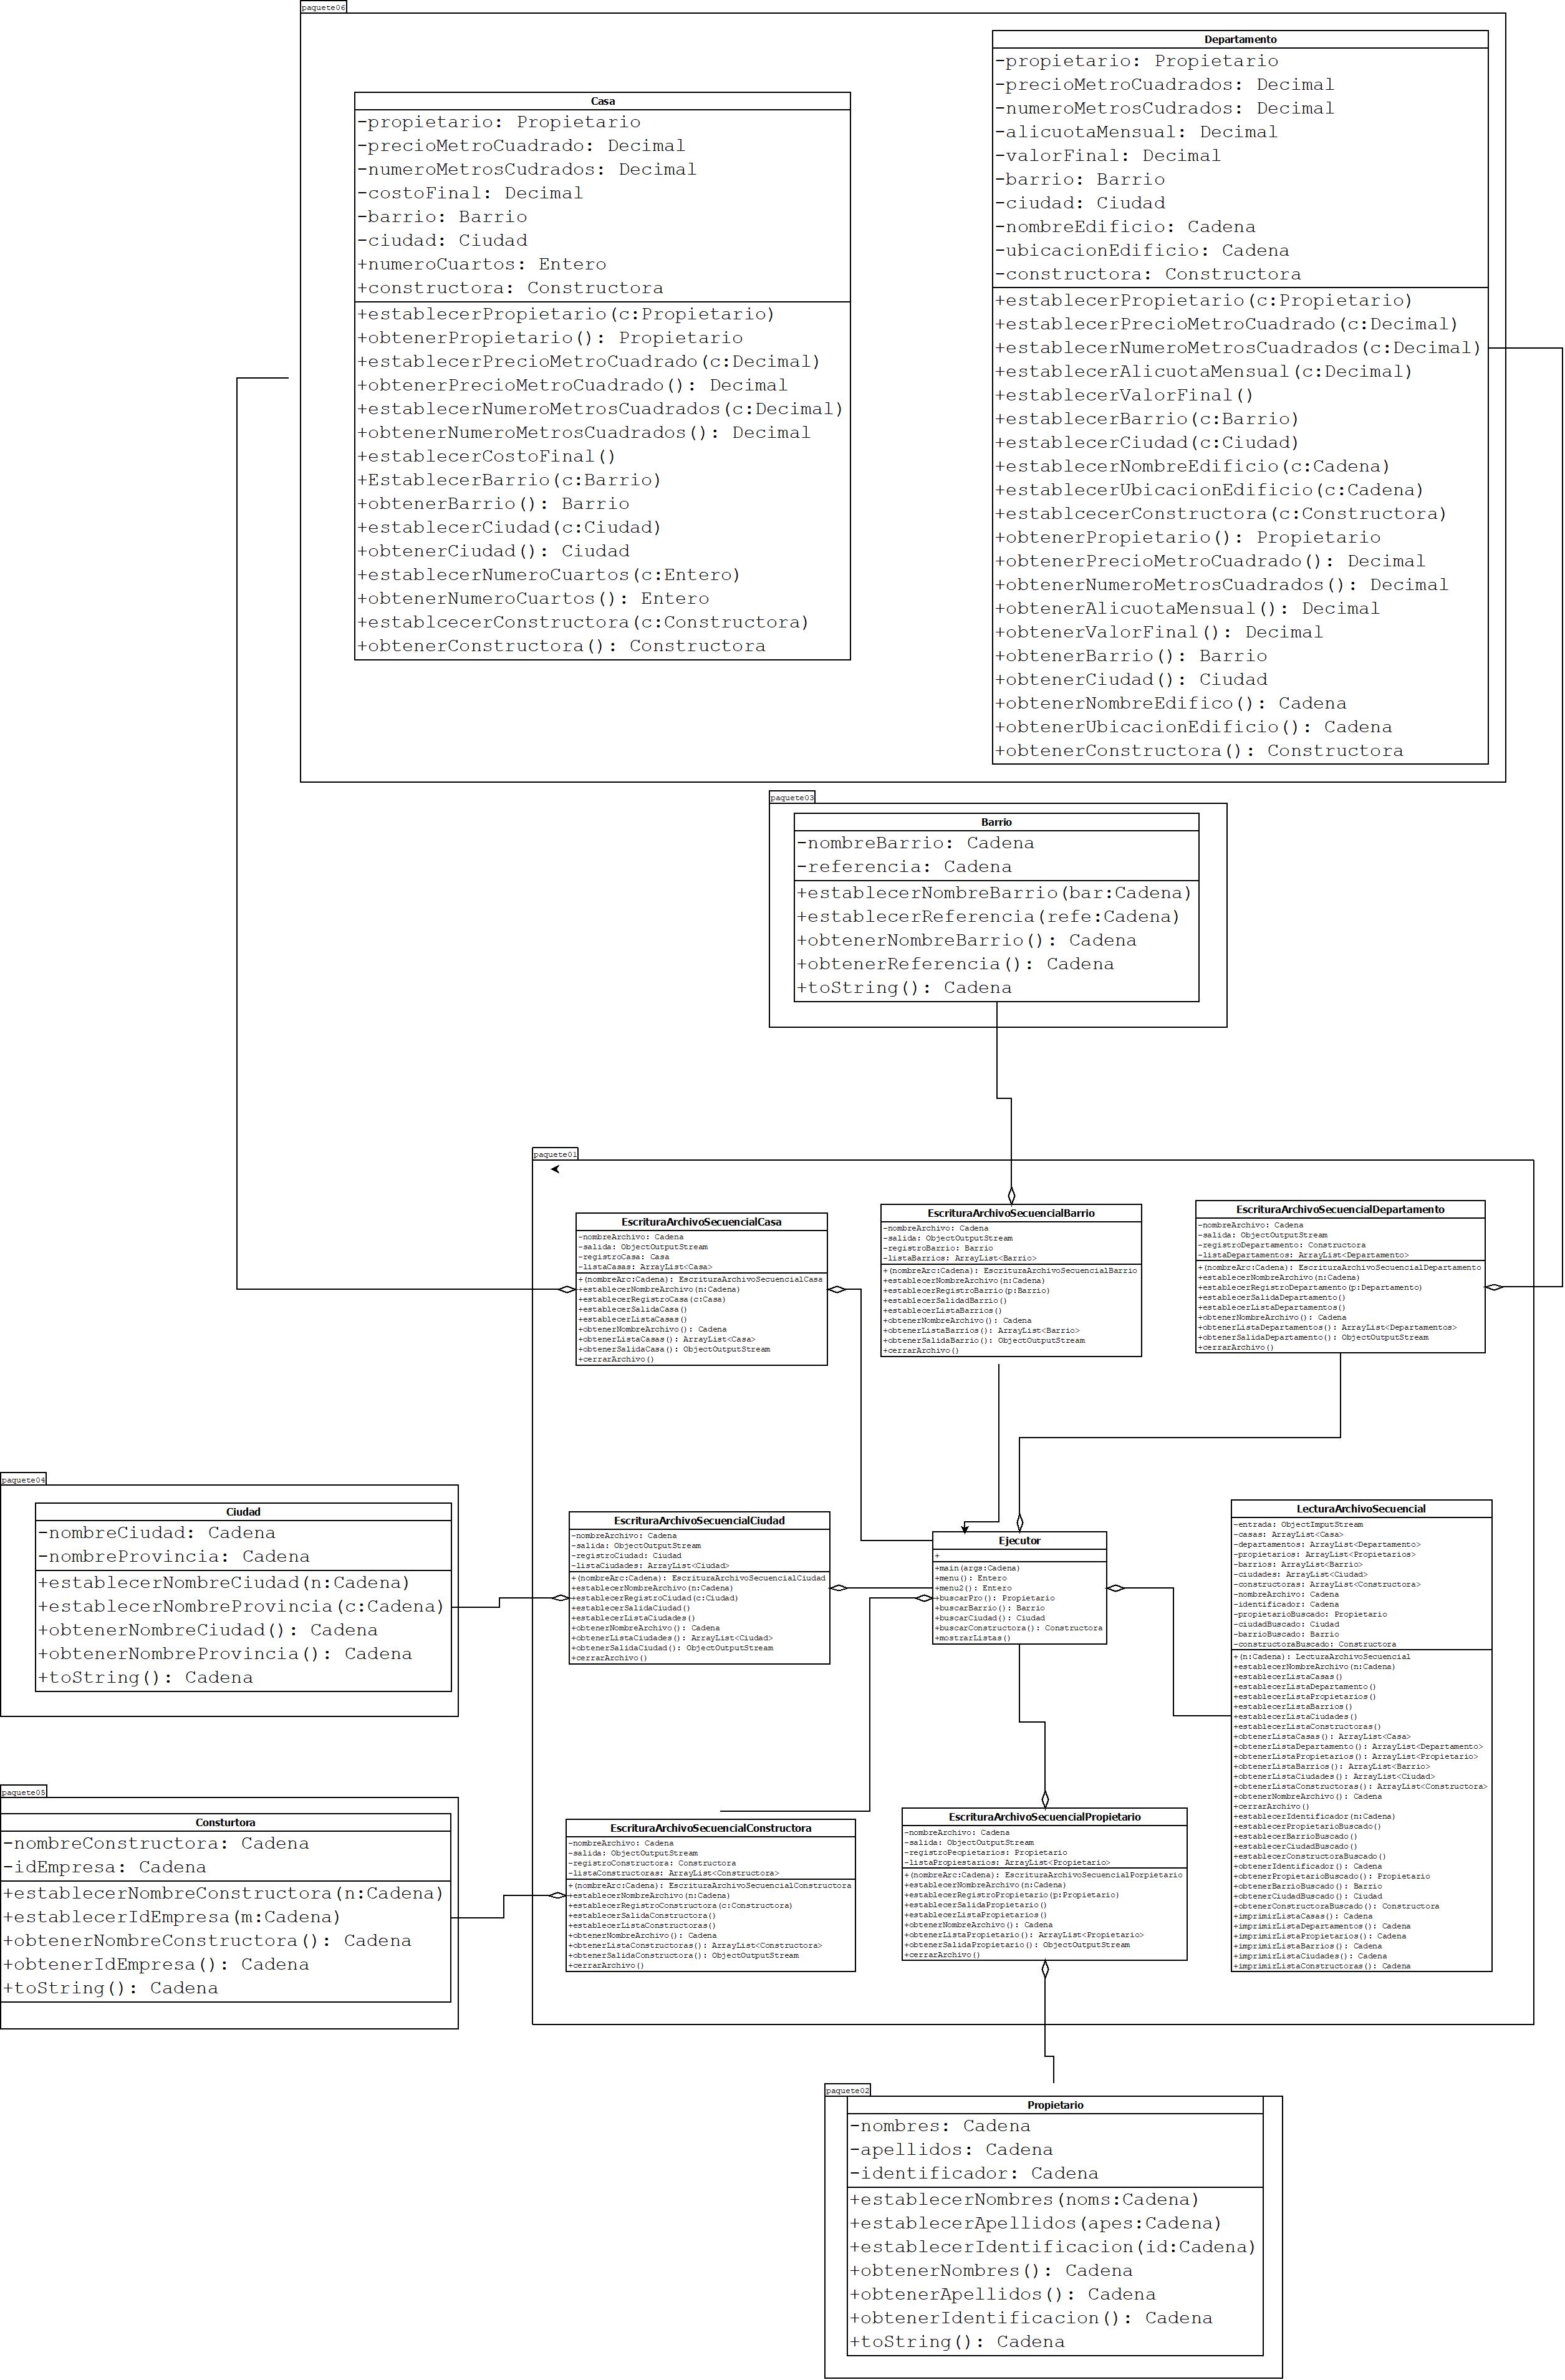 paquete06
Casa
-propietario: Propietario
-precioMetroCuadrado: Decimal
-numeroMetrosCudrados: Decimal
-costoFinal: Decimal
-barrio: Barrio
-ciudad: Ciudad
+numeroCuartos: Entero
+constructora: Constructora
+establecerPropietario(c:Propietario)
+obtenerPropietario(): Propietario
+establecerPrecioMetroCuadrado(c:Decimal)
+obtenerPrecioMetroCuadrado(): Decimal
+establecerNumeroMetrosCuadrados(c:Decimal)
+obtenerNumeroMetrosCuadrados(): Decimal
+establecerCostoFinal()
+EstablecerBarrio(c:Barrio)
+obtenerBarrio(): Barrio
+establecerCiudad(c:Ciudad)
+obtenerCiudad(): Ciudad
+establecerNumeroCuartos(c:Entero)
+obtenerNumeroCuartos(): Entero
+establcecerConstructora(c:Constructora)
+obtenerConstructora(): Constructora
Departamento
-propietario: Propietario
-precioMetroCuadrados: Decimal
-numeroMetrosCudrados: Decimal
-alicuotaMensual: Decimal
-valorFinal: Decimal
-barrio: Barrio
-ciudad: Ciudad
-nombreEdificio: Cadena
-ubicacionEdificio: Cadena
-constructora: Constructora
+establecerPropietario(c:Propietario)
+establecerPrecioMetroCuadrado(c:Decimal)
+establecerNumeroMetrosCuadrados(c:Decimal)
+establecerAlicuotaMensual(c:Decimal)
+establecerValorFinal()
+establecerBarrio(c:Barrio)
+establecerCiudad(c:Ciudad)
+establecerNombreEdificio(c:Cadena)
+establecerUbicacionEdificio(c:Cadena)
+establcecerConstructora(c:Constructora)
+obtenerPropietario(): Propietario
+obtenerPrecioMetroCuadrado(): Decimal
+obtenerNumeroMetrosCuadrados(): Decimal
+obtenerAlicuotaMensual(): Decimal
+obtenerValorFinal(): Decimal
+obtenerBarrio(): Barrio
+obtenerCiudad(): Ciudad
+obtenerNombreEdifico(): Cadena
+obtenerUbicacionEdificio(): Cadena
+obtenerConstructora(): Constructora
paquete03
Barrio
-nombreBarrio: Cadena
-referencia: Cadena
+establecerNombreBarrio(bar:Cadena)
+establecerReferencia(refe:Cadena)
+obtenerNombreBarrio(): Cadena
+obtenerReferencia(): Cadena
+toString(): Cadena
paquete01
EscrituraArchivoSecuencialCasa
-nombreArchivo: Cadena
-salida: ObjectOutputStream
-registroCasa: Casa
-listaCasas: ArrayList<Casa>
+(nombreArc:Cadena): EscrituraArchivoSecuencialCasa
+establecerNombreArchivo(n:Cadena)
+establecerRegistroCasa(c:Casa)
+establecerSalidaCasa()
+establecerListaCasas()
+obtenerNombreArchivo(): Cadena
+obtenerListaCasas(): ArrayList<Casa>
+obtenerSalidaCasa(): ObjectOutputStream
+cerrarArchivo()
EscrituraArchivoSecuencialBarrio
-nombreArchivo: Cadena
-salida: ObjectOutputStream
-registroBarrio: Barrio
-listaBarrios: ArrayList<Barrio>
+(nombreArc:Cadena): EscrituraArchivoSecuencialBarrio
+establecerNombreArchivo(n:Cadena)
+establecerRegistroBarrio(p:Barrio)
+establecerSalidadBarrio()
+establecerListaBarrios()
+obtenerNombreArchivo(): Cadena
+obtenerListaBarrios(): ArrayList<Barrio>
+obtenerSalidaBarrio(): ObjectOutputStream
+cerrarArchivo()
EscrituraArchivoSecuencialDepartamento
-nombreArchivo: Cadena
-salida: ObjectOutputStream
-registroDepartamento: Constructora
-listaDepartamentos: ArrayList<Departamento>
+(nombreArc:Cadena): EscrituraArchivoSecuencialDepartamento
+establecerNombreArchivo(n:Cadena)
+establecerRegistroDepartamento(p:Departamento)
+establecerSalidaDepartamento()
+establecerListaDepartamentos()
+obtenerNombreArchivo(): Cadena
+obtenerListaDepartamentos(): ArrayList<Departamentos>
+obtenerSalidaDepartamento(): ObjectOutputStream
+cerrarArchivo()
paquete04
Ciudad
-nombreCiudad: Cadena
-nombreProvincia: Cadena
+establecerNombreCiudad(n:Cadena)
+establecerNombreProvincia(c:Cadena)
+obtenerNombreCiudad(): Cadena
+obtenerNombreProvincia(): Cadena
+toString(): Cadena
EscrituraArchivoSecuencialCiudad
-nombreArchivo: Cadena
-salida: ObjectOutputStream
-registroCiudad: Ciudad
-listaCiudades: ArrayList<Ciudad>
+(nombreArc:Cadena): EscrituraArchivoSecuencialCiudad
+establecerNombreArchivo(n:Cadena)
+establecerRegistroCiudad(c:Ciudad)
+establecerSalidaCiudad()
+establecerListaCiudades()
+obtenerNombreArchivo(): Cadena
+obtenerListaCiudades(): ArrayList<Ciudad>
+obtenerSalidaCiudad(): ObjectOutputStream
+cerrarArchivo()
Ejecutor
+
+main(args:Cadena)
+menu(): Entero
+menu2(): Entero
+buscarPro(): Propietario
+buscarBarrio(): Barrio
+buscarCiudad(): Ciudad
+buscarConstructora(): Constructora
+mostrarListas()
LecturaArchivoSecuencial
-entrada: ObjectImputStream
-casas: ArrayList<Casa>
-departamentos: ArrayList<Departamento>
-propietarios: ArrayList<Propietarios>
-barrios: ArrayList<Barrio>
-ciudades: ArrayList<Ciudad>
-constructoras: ArrayList<Constructora>
-nombreArchivo: Cadena
-identificador: Cadena
-propietarioBuscado: Propietario
-ciudadBuscado: Ciudad
-barrioBuscado: Barrio
-constructoraBuscado: Constructora
+(n:Cadena): LecturaArchivoSecuencial
+establecerNombreArchivo(n:Cadena)
+establecerListaCasas()
+establecerListaDepartamento()
+establecerListaPropietarios()
+establecerListaBarrios()
+establecerListaCiudades()
+establecerListaConstructoras()
+obtenerListaCasas(): ArrayList<Casa>
+obtenerListaDepartamento(): ArrayList<Departamento>
+obtenerListaPropietarios(): ArrayList<Propietario>
+obtenerListaBarrios(): ArrayList<Barrio>
+obtenerListaCiudades(): ArrayList<Ciudad>
+obtenerListaConstructoras(): ArrayList<Constructora>
+obtenerNombreArchivo(): Cadena
+cerrarArchivo()
+establecerIdentificador(n:Cadena)
+establecerPropietarioBuscado()
+establecerBarrioBuscado()
+establecerCiudadBuscado()
+establecerConstructoraBuscado()
+obtenerIdentificador(): Cadena
+obtenerPropietarioBuscado(): Propietario
+obtenerBarrioBuscado(): Barrio
+obtenerCiudadBuscado(): Ciudad
+obtenerConstructoraBuscado(): Constructora
+imprimirListaCasas(): Cadena
+imprimirListaDepartamentos(): Cadena
+imprimirListaPropietarios(): Cadena
+imprimirListaBarrios(): Cadena
+imprimirListaCiudades(): Cadena
+imprimirListaConstructoras(): Cadena
paquete05
Consturtora
-nombreConstructora: Cadena
-idEmpresa: Cadena
+establecerNombreConstructora(n:Cadena)
+establecerIdEmpresa(m:Cadena)
+obtenerNombreConstructora(): Cadena
+obtenerIdEmpresa(): Cadena
+toString(): Cadena
EscrituraArchivoSecuencialConstructora
-nombreArchivo: Cadena
-salida: ObjectOutputStream
-registroConstructora: Constructora
-listaConstructoras: ArrayList<Constructora>
+(nombreArc:Cadena): EscrituraArchivoSecuencialConstructora
+establecerNombreArchivo(n:Cadena)
+establecerRegistroConstructora(c:Constructora)
+establecerSalidaConstructora()
+establecerListaConstructoras()
+obtenerNombreArchivo(): Cadena
+obtenerListaConstructoras(): ArrayList<Constructora>
+obtenerSalidaConstructora(): ObjectOutputStream
+cerrarArchivo()
EscrituraArchivoSecuencialPropietario
-nombreArchivo: Cadena
-salida: ObjectOutputStream
-registroPeopietarios: Propietario
-listaPropiestarios: ArrayList<Propietario>
+(nombreArc:Cadena): EscrituraArchivoSecuencialPorpietario
+establecerNombreArchivo(n:Cadena)
+establecerRegistroPropietario(p:Propietario)
+establecerSalidaPropietario()
+establecerListaPropietarios()
+obtenerNombreArchivo(): Cadena
+obtenerListaPropietario(): ArrayList<Propietario>
+obtenerSalidaPropietario(): ObjectOutputStream
+cerrarArchivo()
paquete02
Propietario
-nombres: Cadena
-apellidos: Cadena
-identificador: Cadena
+establecerNombres(noms:Cadena)
+establecerApellidos(apes:Cadena)
+establecerIdentificacion(id:Cadena)
+obtenerNombres(): Cadena
+obtenerApellidos(): Cadena
+obtenerIdentificacion(): Cadena
+toString(): Cadena